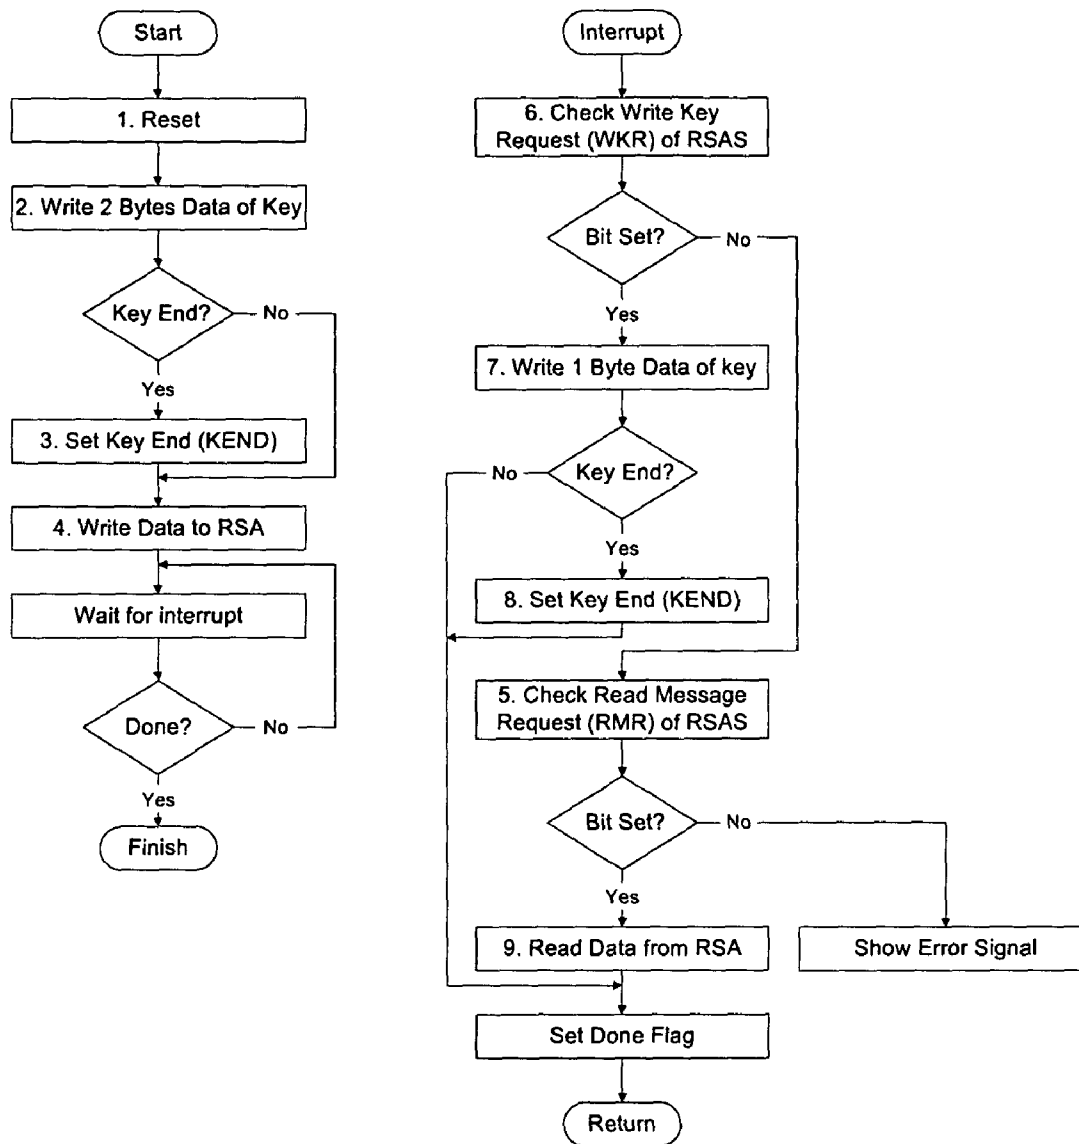 Start
1. Reset
2. Write 2 Bytes Data of Key
Key End?
No
Yes
3. Set Key End (KEND)
4. Write Data to RSA
Wait for interrupt
Done?
No
Yes
Finish
Interrupt
6. Check Write Key
Request (WKR) of RSAS
Bit Set?
No
Yes
7. Write 1 Byte Data of key
No
Key End?
Yes
8. Set Key End (KEND)
5. Check Read Message
Request (RMR) of RSAS
Bit Set?
No
Yes
9. Read Data from RSA
Show Error Signal
Set Done Flag
Return